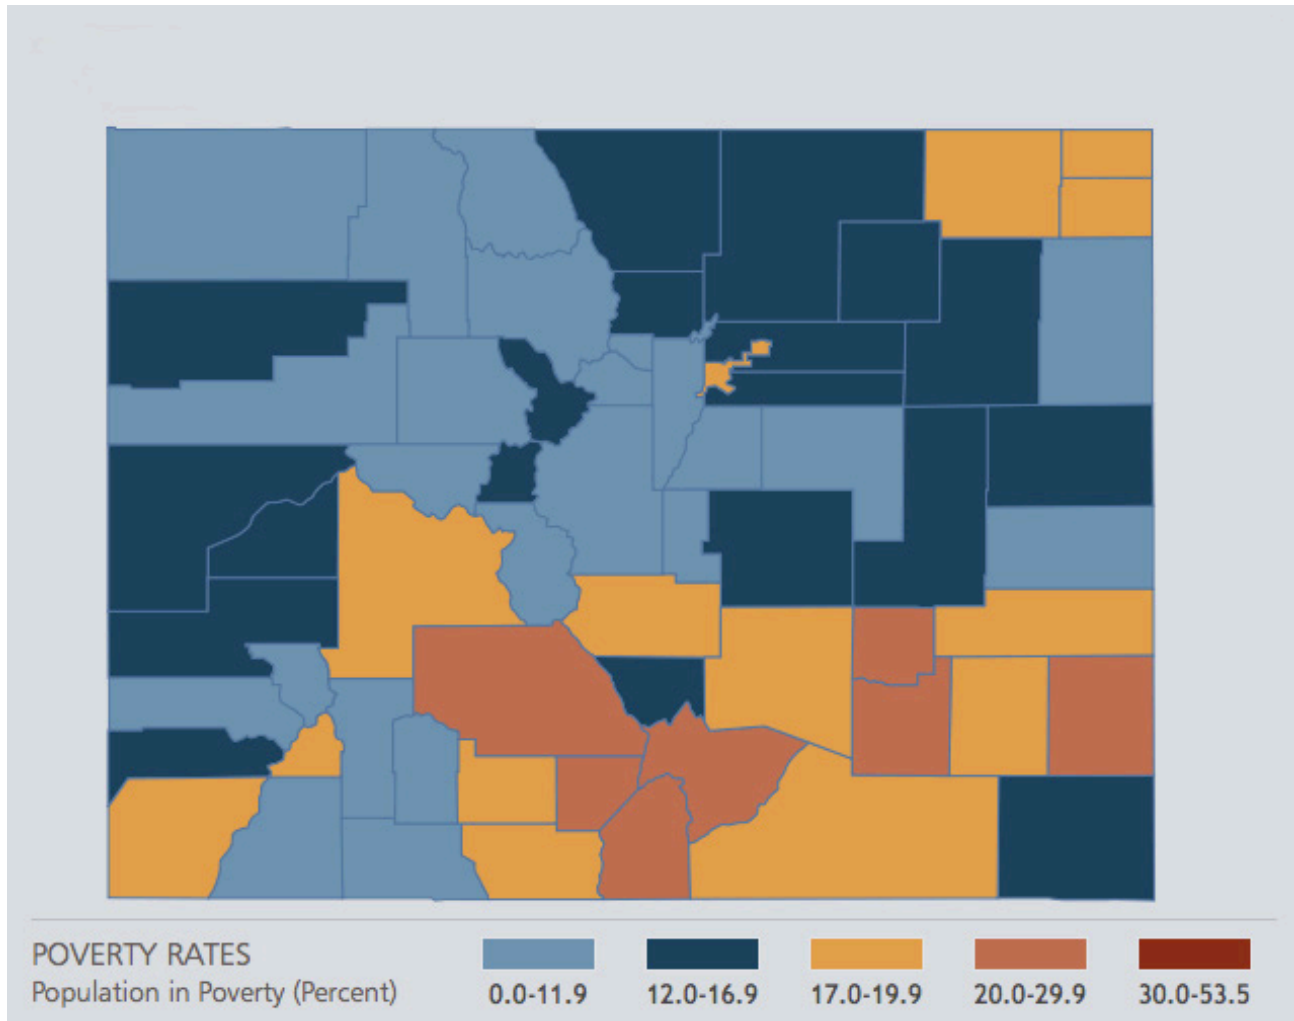 POVERTY RATES
Population in Poverty (Percent)
0.0-11.9
12.0-16.9
17.0-19.9
20.0-29.9
30.0-53.5